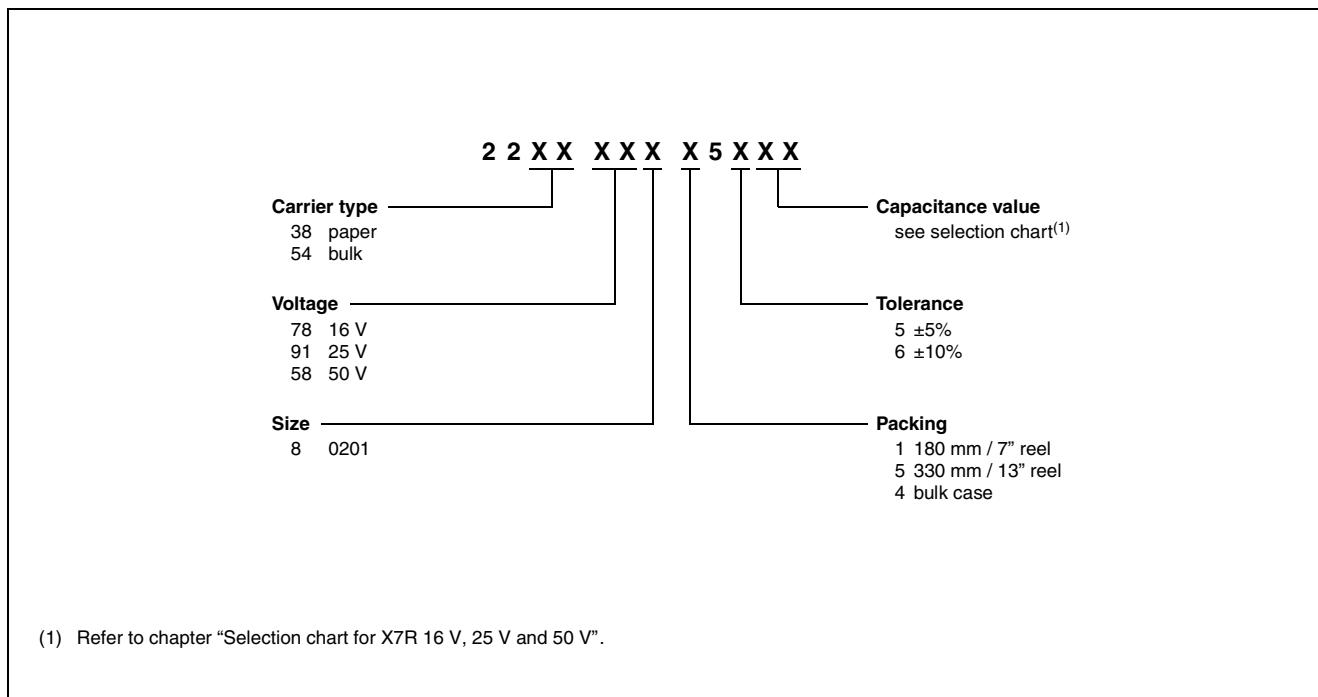 2 2 X X X X X X 5 X X X
Carrier type
38 paper
54 bulk
Voltage
78 16 V
91 25 V
58 50 V
Size
8 0201
Capacitance value
see selection chart(1)
Tolerance
5 ±5%
6 ±10%
Packing
1 180 mm / 7” reel
5 330 mm / 13” reel
4 bulk case
(1) Refer to chapter “Selection chart for X7R 16 V, 25 V and 50 V”.